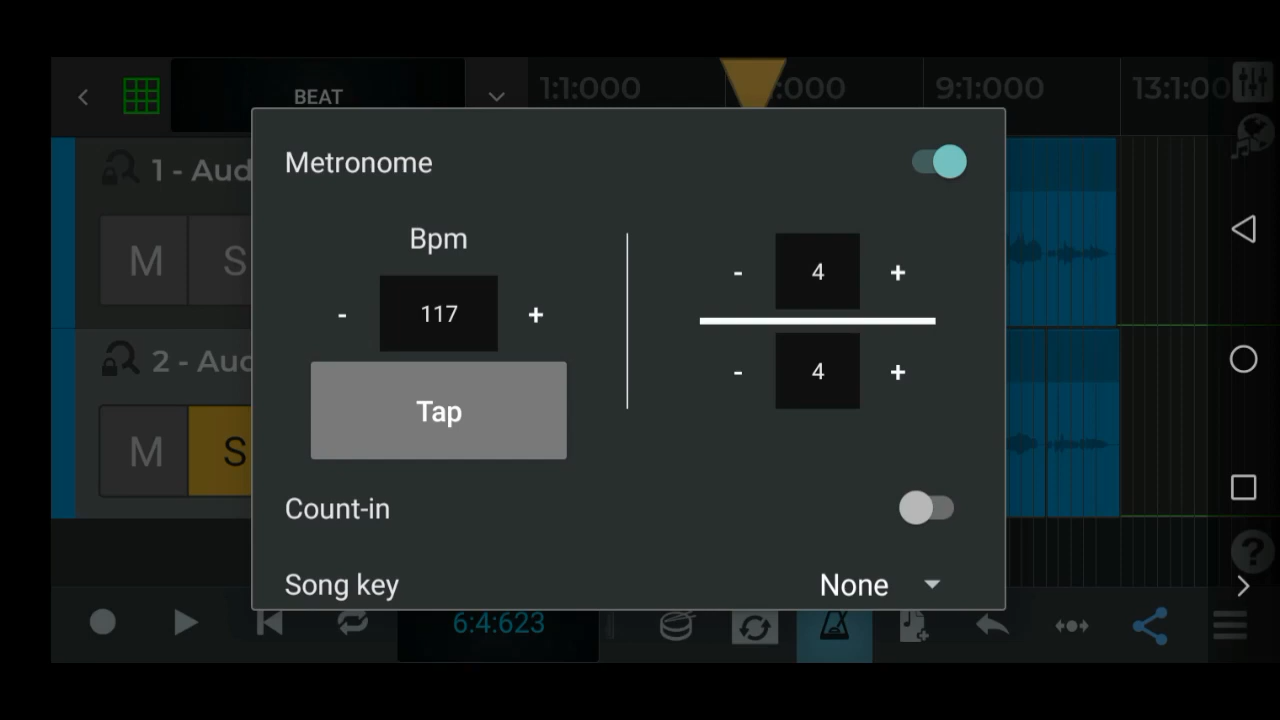 BEAT
1:1:000
:000
9:1:000
13:1:00
1 - Aud
M S
2 - Aud
M S
Metronome
Bpm
- 117 +
Tap
- 4 +
- 4 +
Count-in
Song key None
6:4:623
?